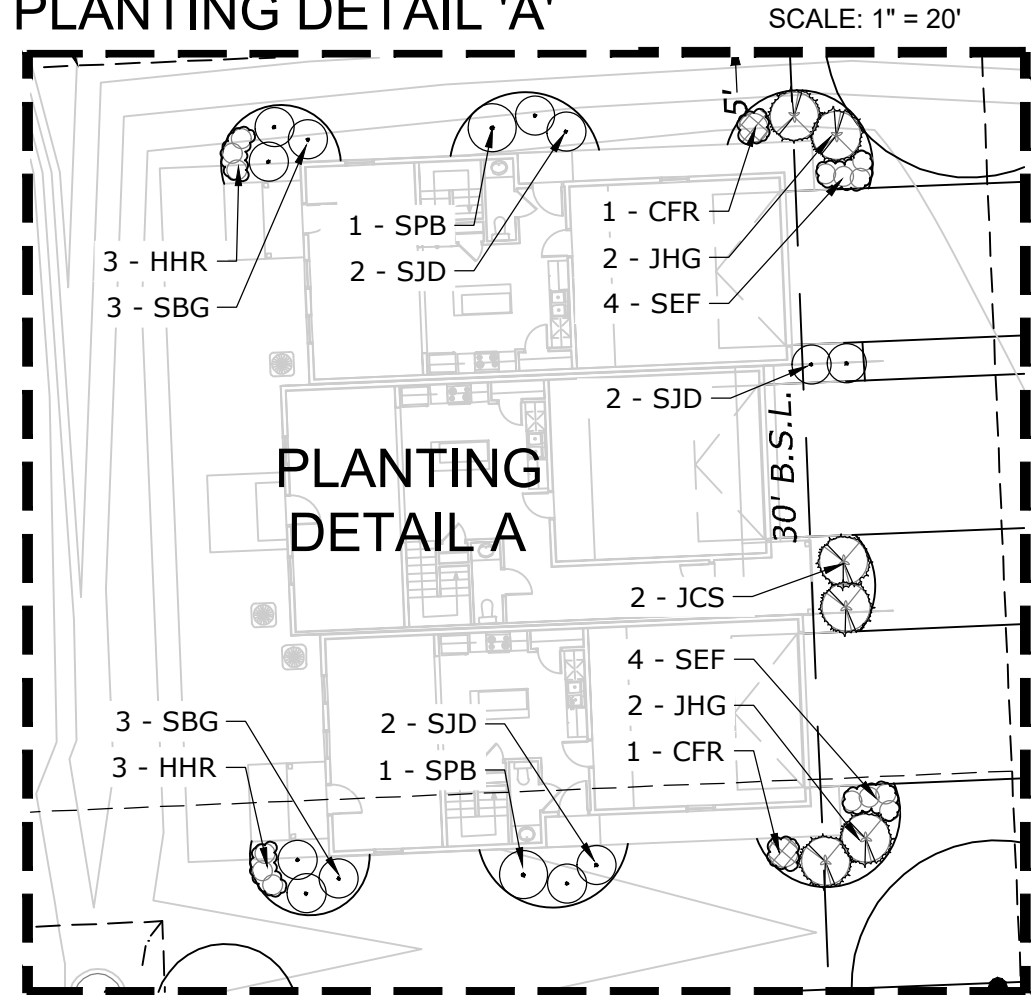 PLANTING DETAIL 'A'
SCALE: 1" = 20'
5'
1 - SPB
2 - SJD
1 - CFR
2 - JHG
4 - SEF
3 - HHR
3 - SBG
2 - SJD
30' B.S.L.
PLANTING
DETAIL A
2 - JCS
4 - SEF
2 - JHG
1 - CFR
3 - SBG
3 - HHR
2 - SJD
1 - SPB